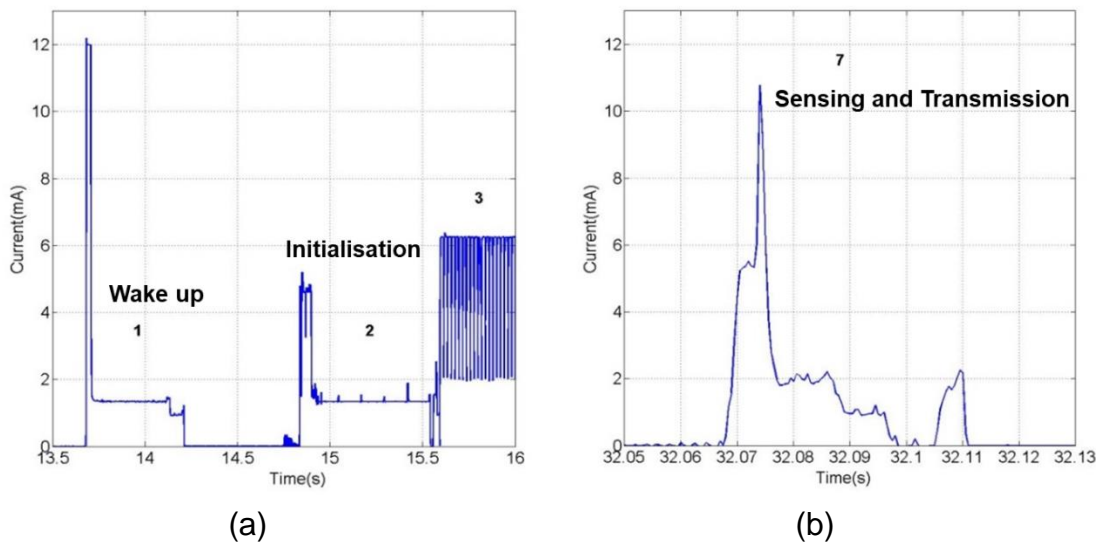 12
10
8
6
4
2
0
Current(mA)
Wake up
1
Initialisation
2
3
13.5 14 14.5 15 15.5 16
Time(s)
(a)
12
10
8
6
4
2
0
Current(mA)
7
Sensing and Transmission
32.05 32.06 32.07 32.08 32.09 32.1 32.11 32.12 32.13
Time(s)
(b)